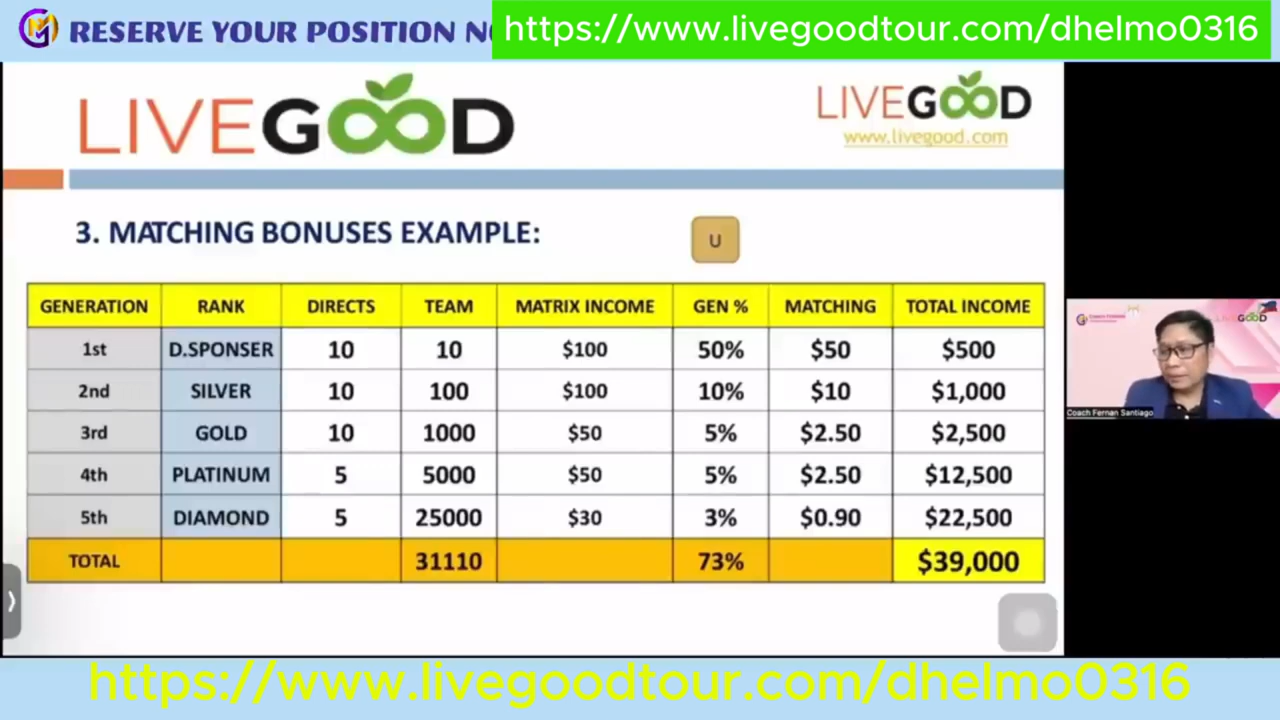 RESERVE YOUR POSITION
https://www.livegoodtour.com/dhelmo0316
LIVEGOOD
LIVEGOOD
www.livegood.com
3. MATCHING BONUSES EXAMPLE:
U
GENERATION RANK DIRECTS TEAM MATRIX INCOME GEN % MATCHING TOTAL INCOME
1st D.SPONSER 10 10 $100 50% $50 $500
2nd SILVER 10 100 $100 10% $10 $1,000
3rd GOLD 10 1000 $50 5% $2.50 $2,500
4th PLATINUM 5 5000 $50 5% $2.50 $12,500
5th DIAMOND 5 25000 $30 3% $0.90 $22,500
TOTAL 31110 73% $39,000
Coach Fernan Santiago
https://www.livegoodtour.com/dhelmo0316